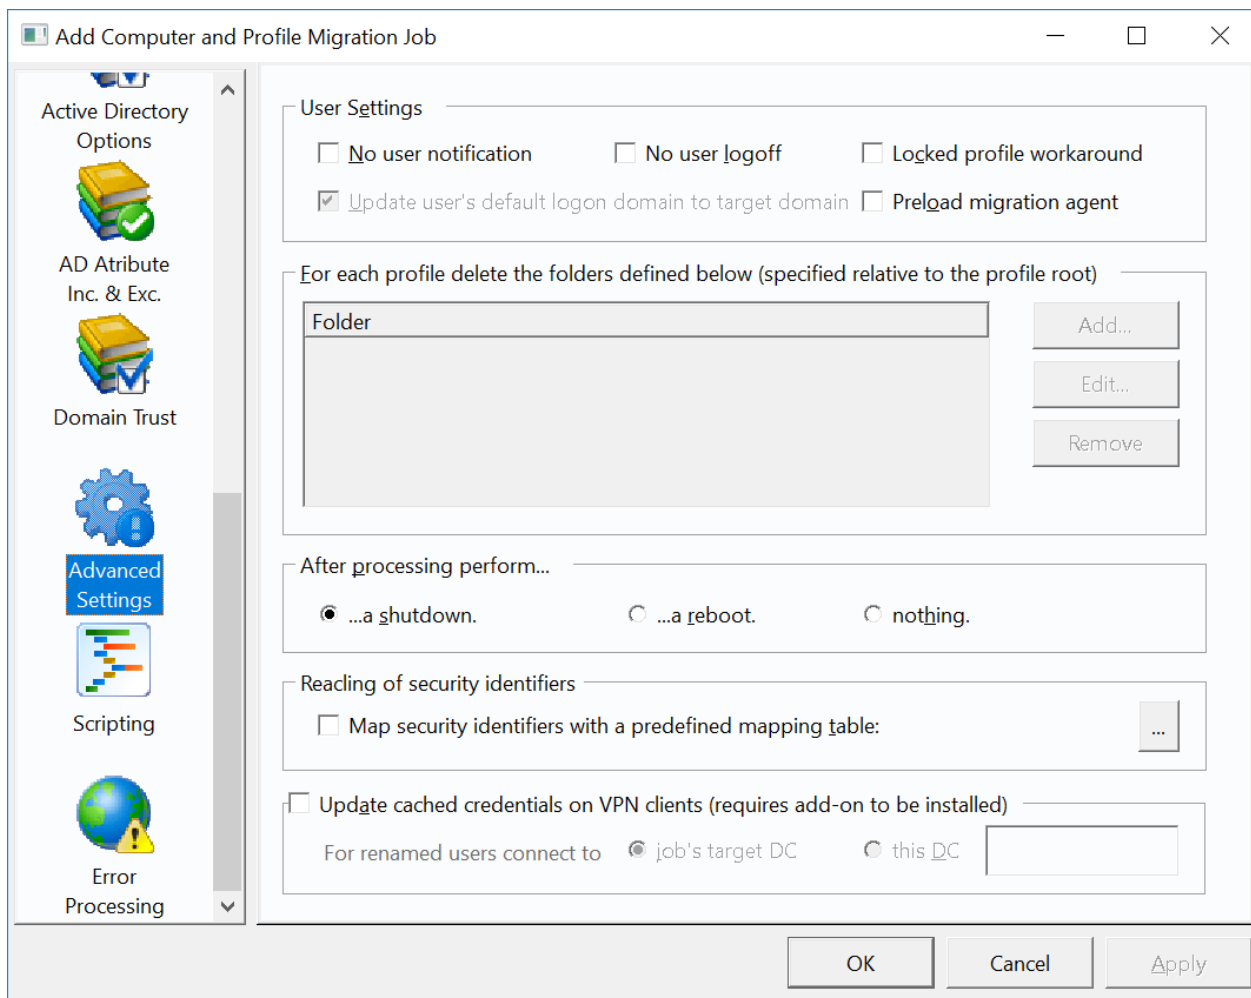 Add Computer and Profile Migration Job
Active Directory
Options
AD Atribute
Inc. & Exc.
Domain Trust
Advanced
Settings
Scripting
Error
Processing
User Settings
No user notification
No user logoff
Locked profile workaround
Update user's default logon domain to target domain
Preload migration agent
For each profile delete the folders defined below (specified relative to the profile root)
Folder
Add...
Edit...
Remove
After processing perform...
...a shutdown.
...a reboot.
nothing.
Reacling of security identifiers
Map security identifiers with a predefined mapping table:
...
Update cached credentials on VPN clients (requires add-on to be installed)
For renamed users connect to
job's target DC
this DC
OK
Cancel
Apply